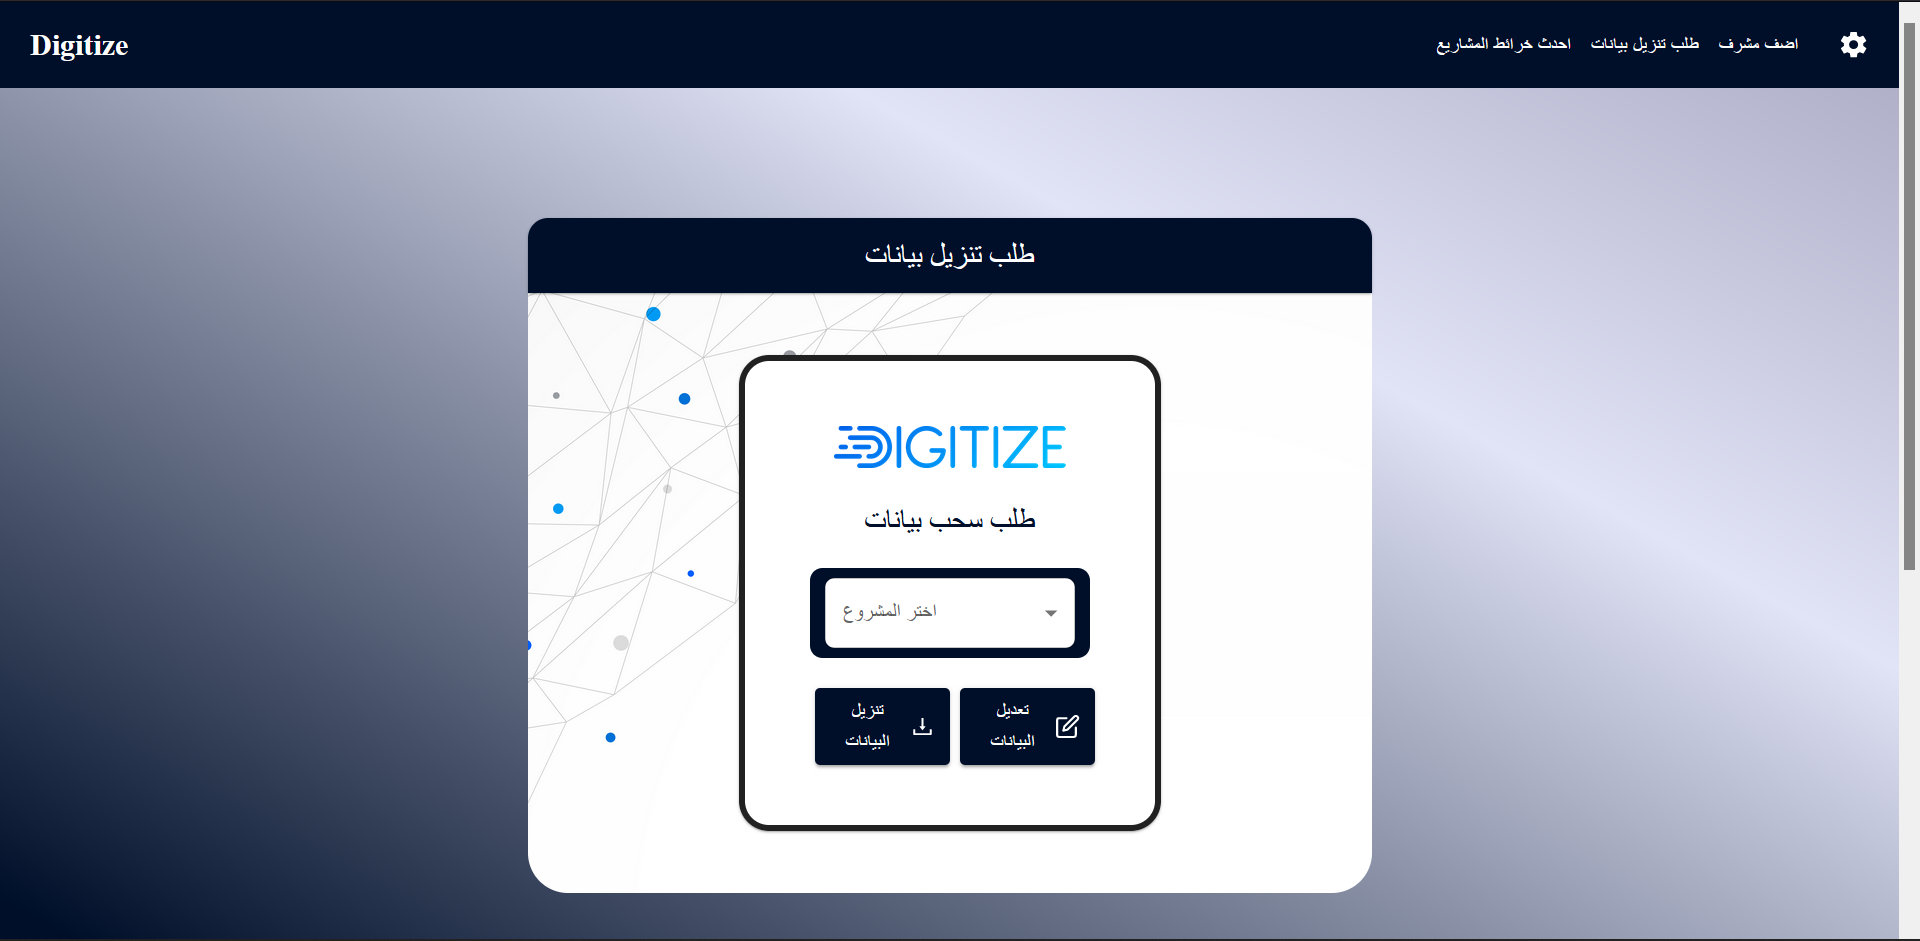 Digitize
اضف مشرف
طلب تنزيل بيانات
احدث خرائط المشاريع
طلب تنزيل بيانات
DIGITIZE
طلب سحب بيانات
اختر المشروع
تعديل
البيانات
تنزيل
البيانات